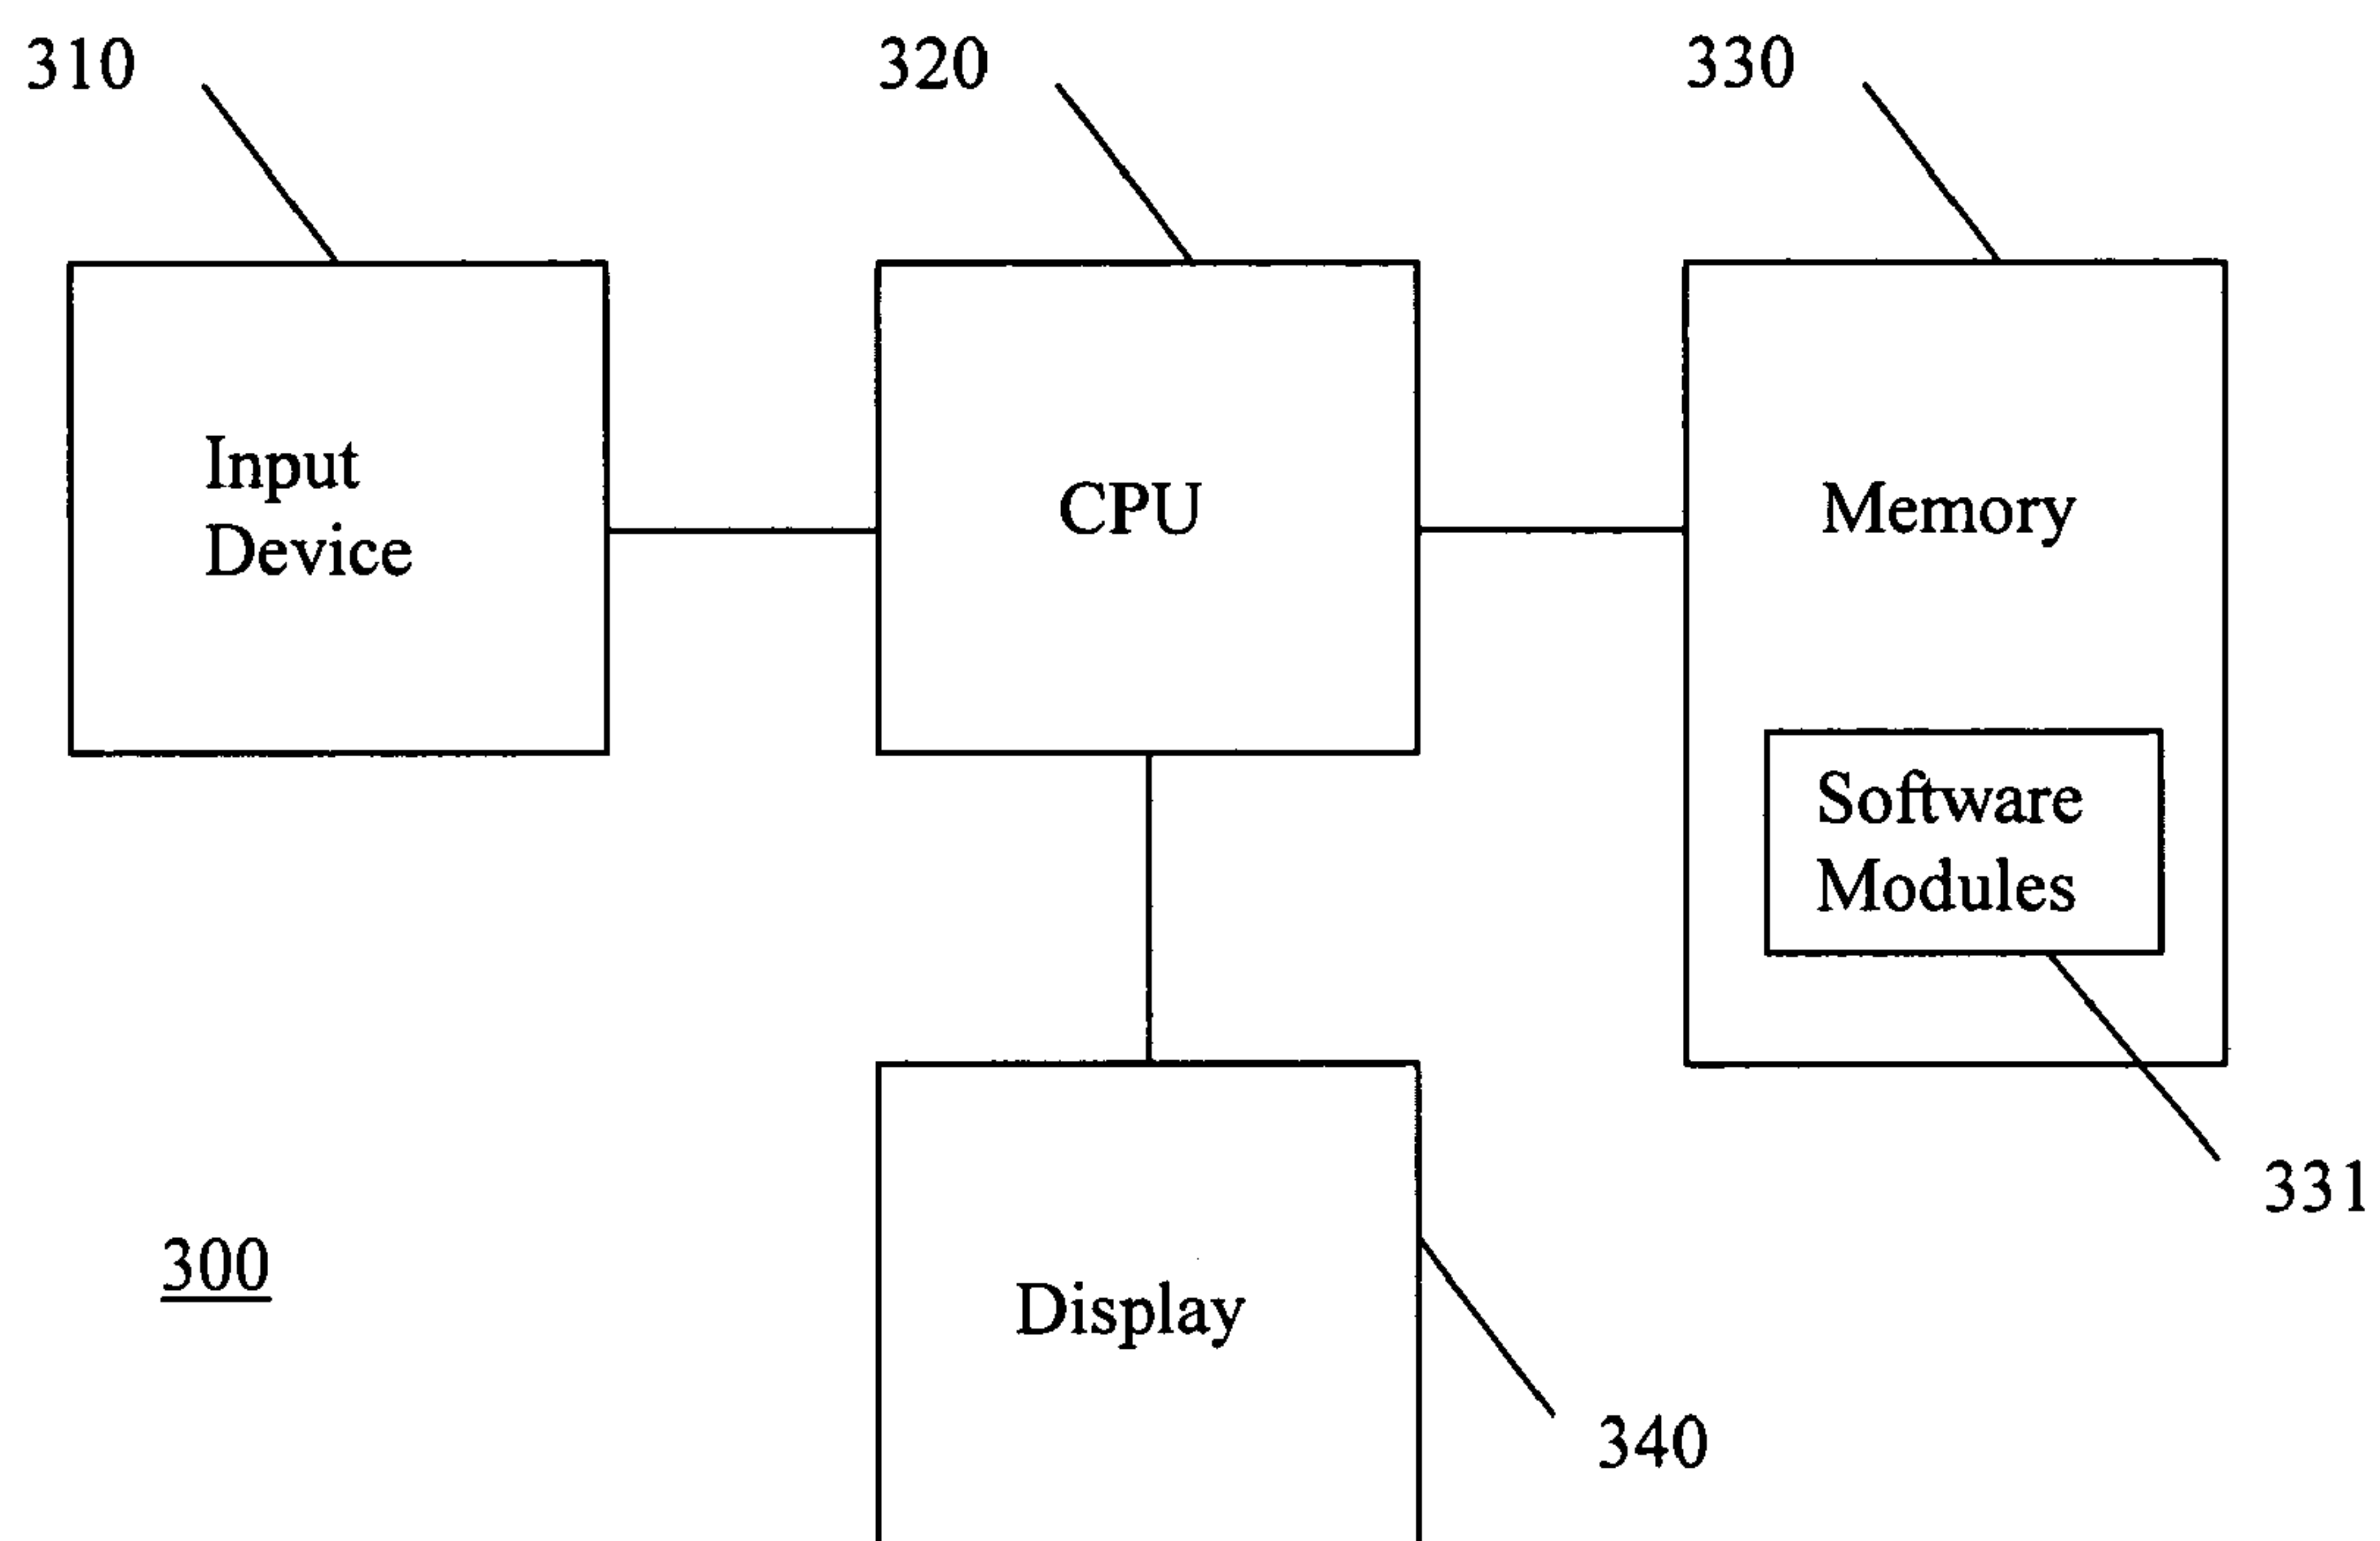 310
320
330
Input
Device
CPU
Memory
Software
Modules
331
300
Display
340